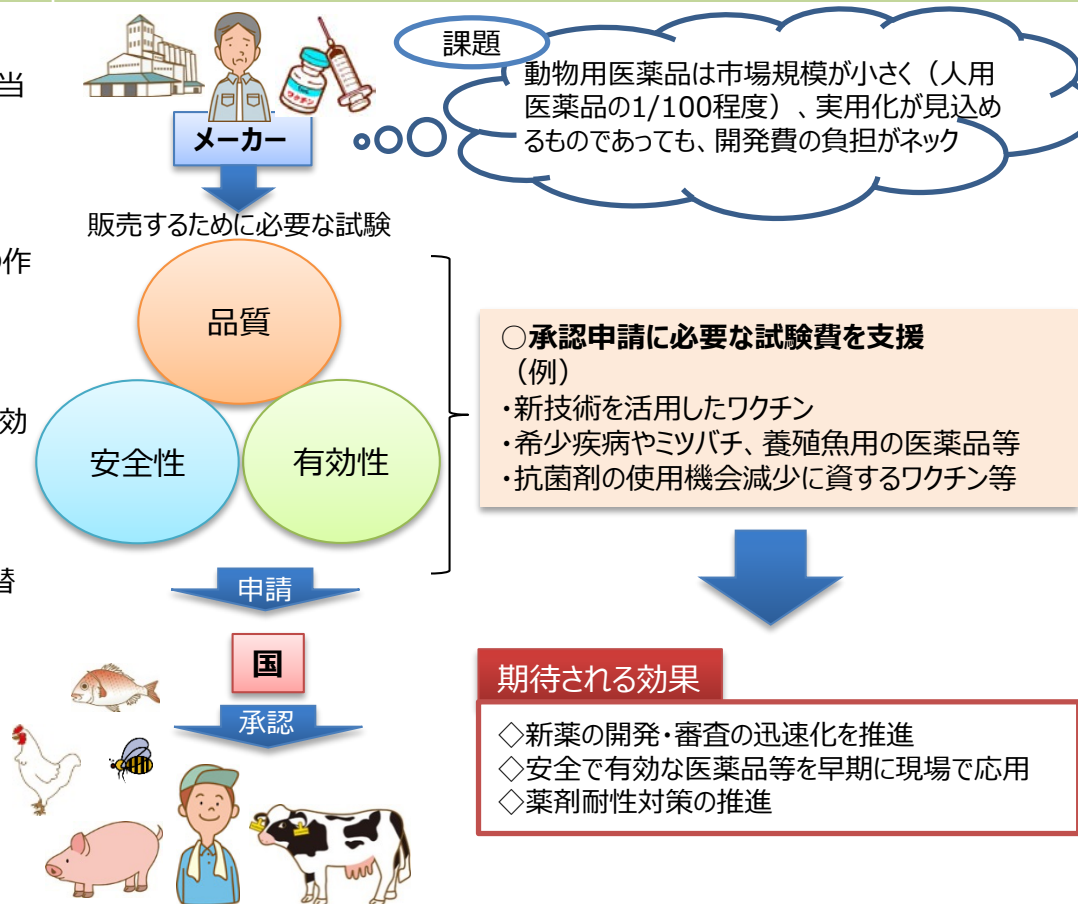 当
作
効
替
課題
動物用医薬品は市場規模が小さく（人用
医薬品の1/100程度）、実用化が見込め
るものであっても、開発費の負担がネック
ワクチン
メーカー
販売するために必要な試験
品質
安全性
有効性
○承認申請に必要な試験費を支援
（例）
・新技術を活用したワクチン
・希少疾病やミツバチ、養殖魚用の医薬品等
・抗菌剤の使用機会減少に資するワクチン等
申請
国
承認
期待される効果
◇新薬の開発・審査の迅速化を推進
◇安全で有効な医薬品等を早期に現場で応用
◇薬剤耐性対策の推進